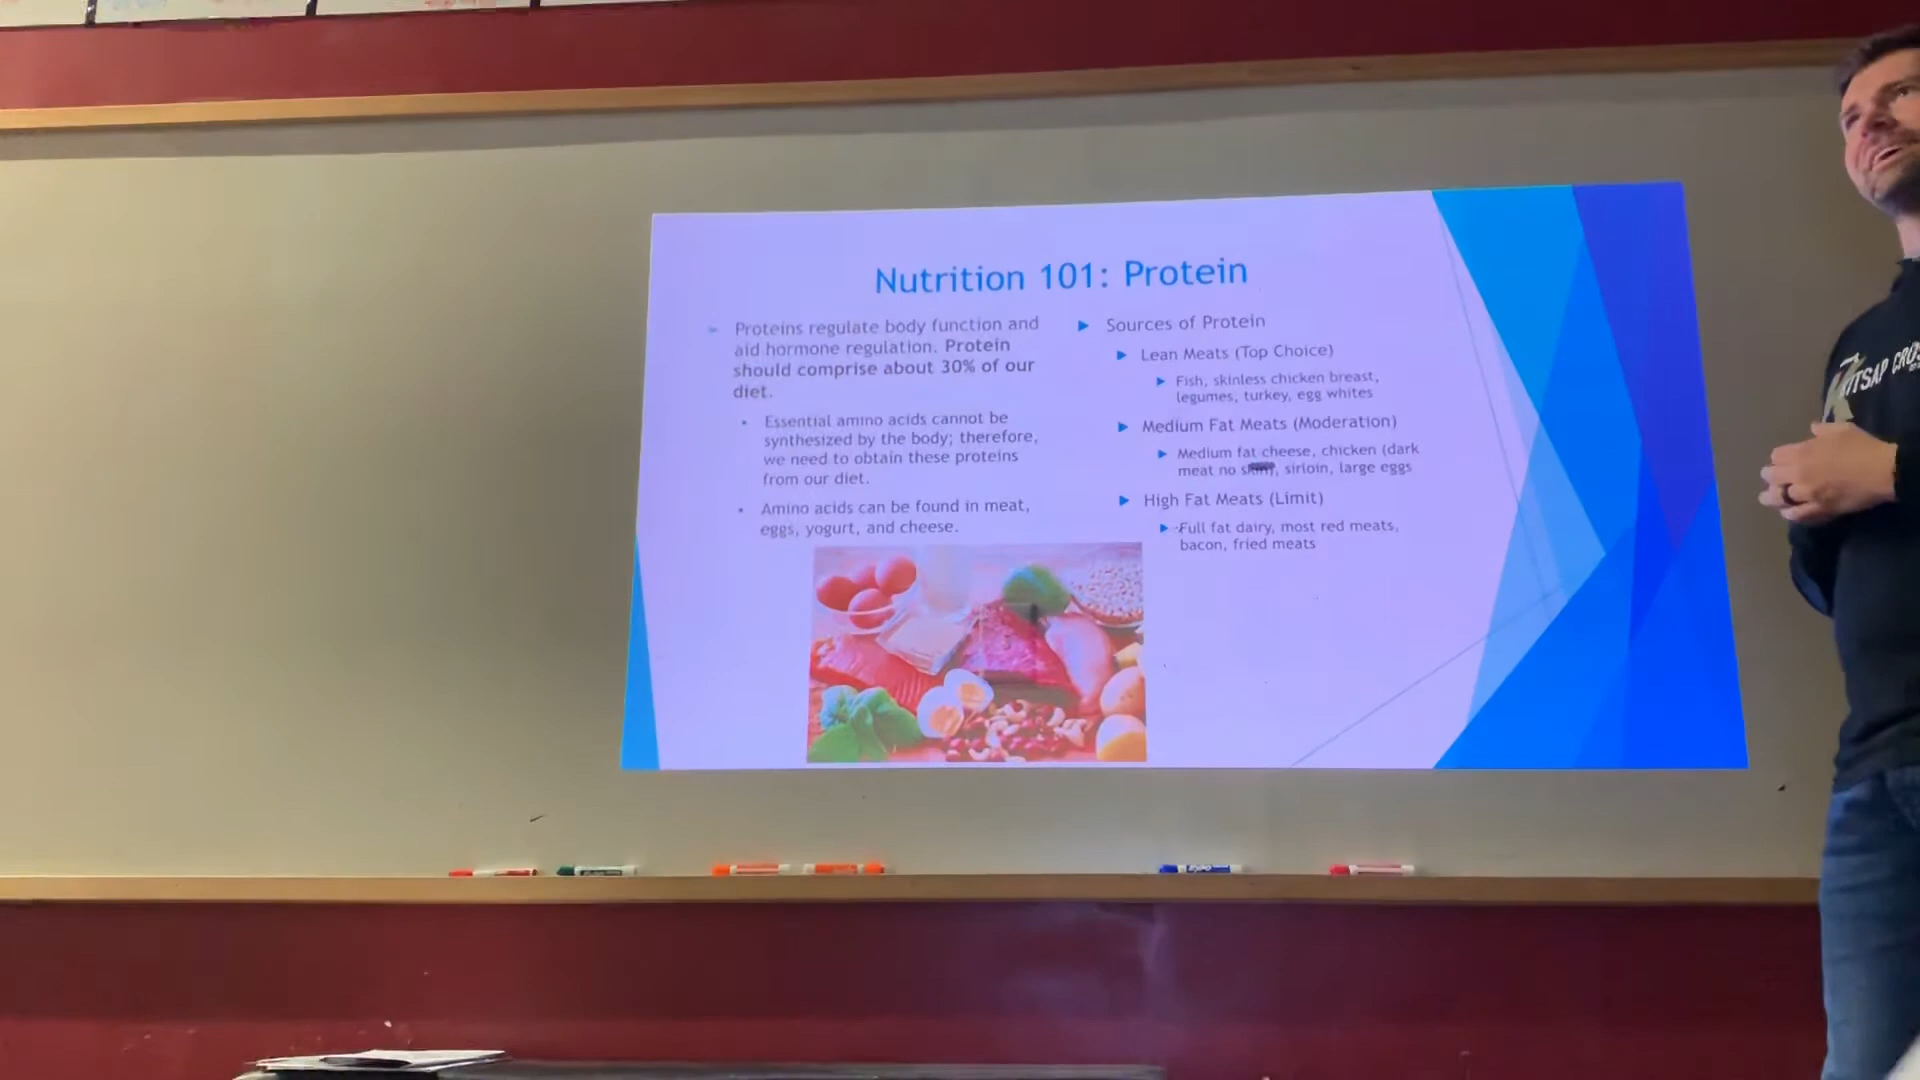 Nutrition 101: Protein
Proteins regulate body function and
aid hormone regulation. Protein
should comprise about 30% of our
diet.
Essential amino acids cannot be
synthesized by the body; therefore,
we need to obtain these proteins
from our diet.
Amino acids can be found in meat,
eggs, yogurt, and cheese.
Sources of Protein
Lean Meats (Top Choice)
Fish, skinless chicken breast,
legumes, turkey, egg whites
Medium Fat Meats (Moderation)
Medium fat cheese, chicken (dark
meat no skin), sirloin, large eggs
High Fat Meats (Limit)
Full fat dairy, most red meats,
bacon, fried meats